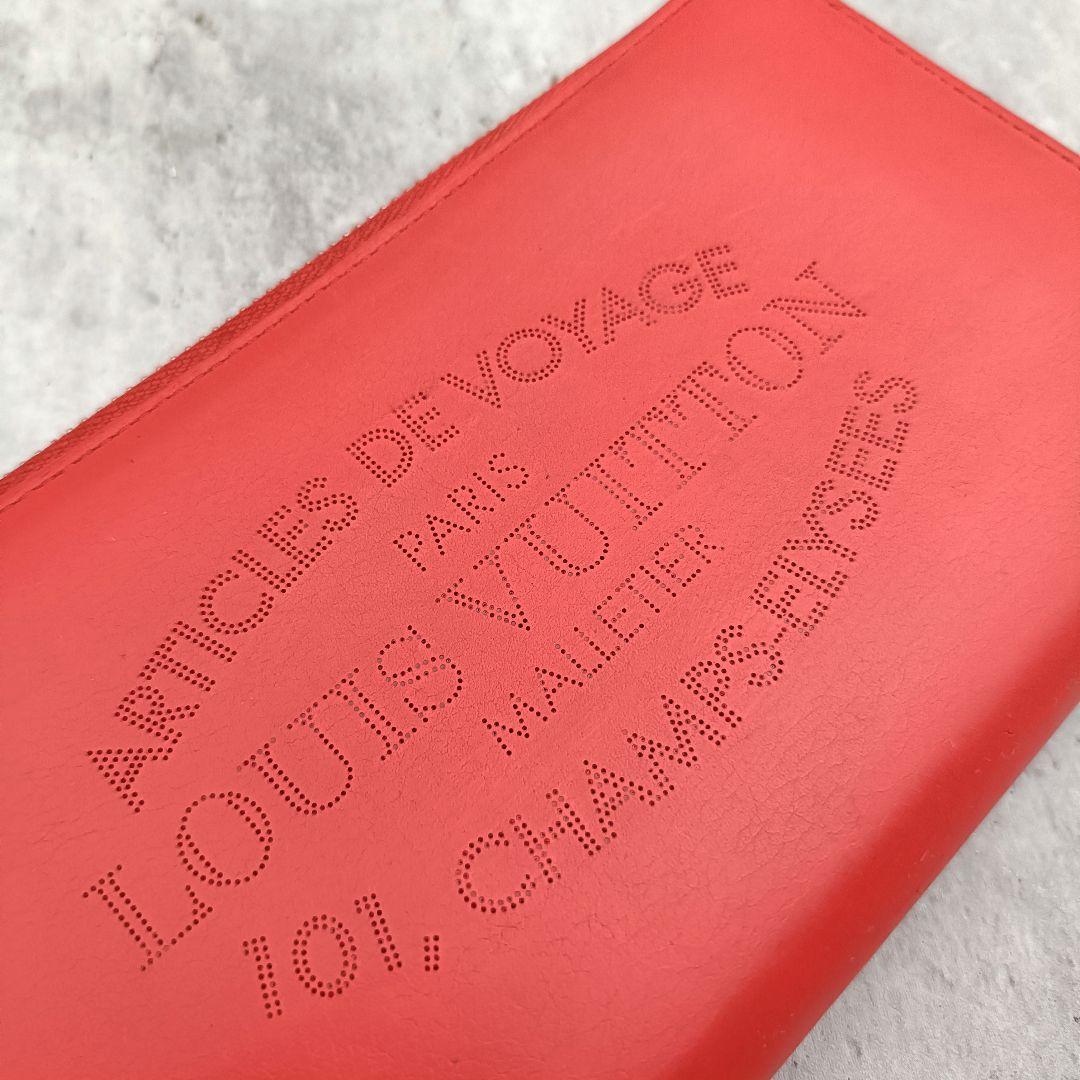 ARTICLES DE VOYAGE
PARIS
LOUIS VUITTON
MALLETIER
101, CHAMPS-ELYSEES